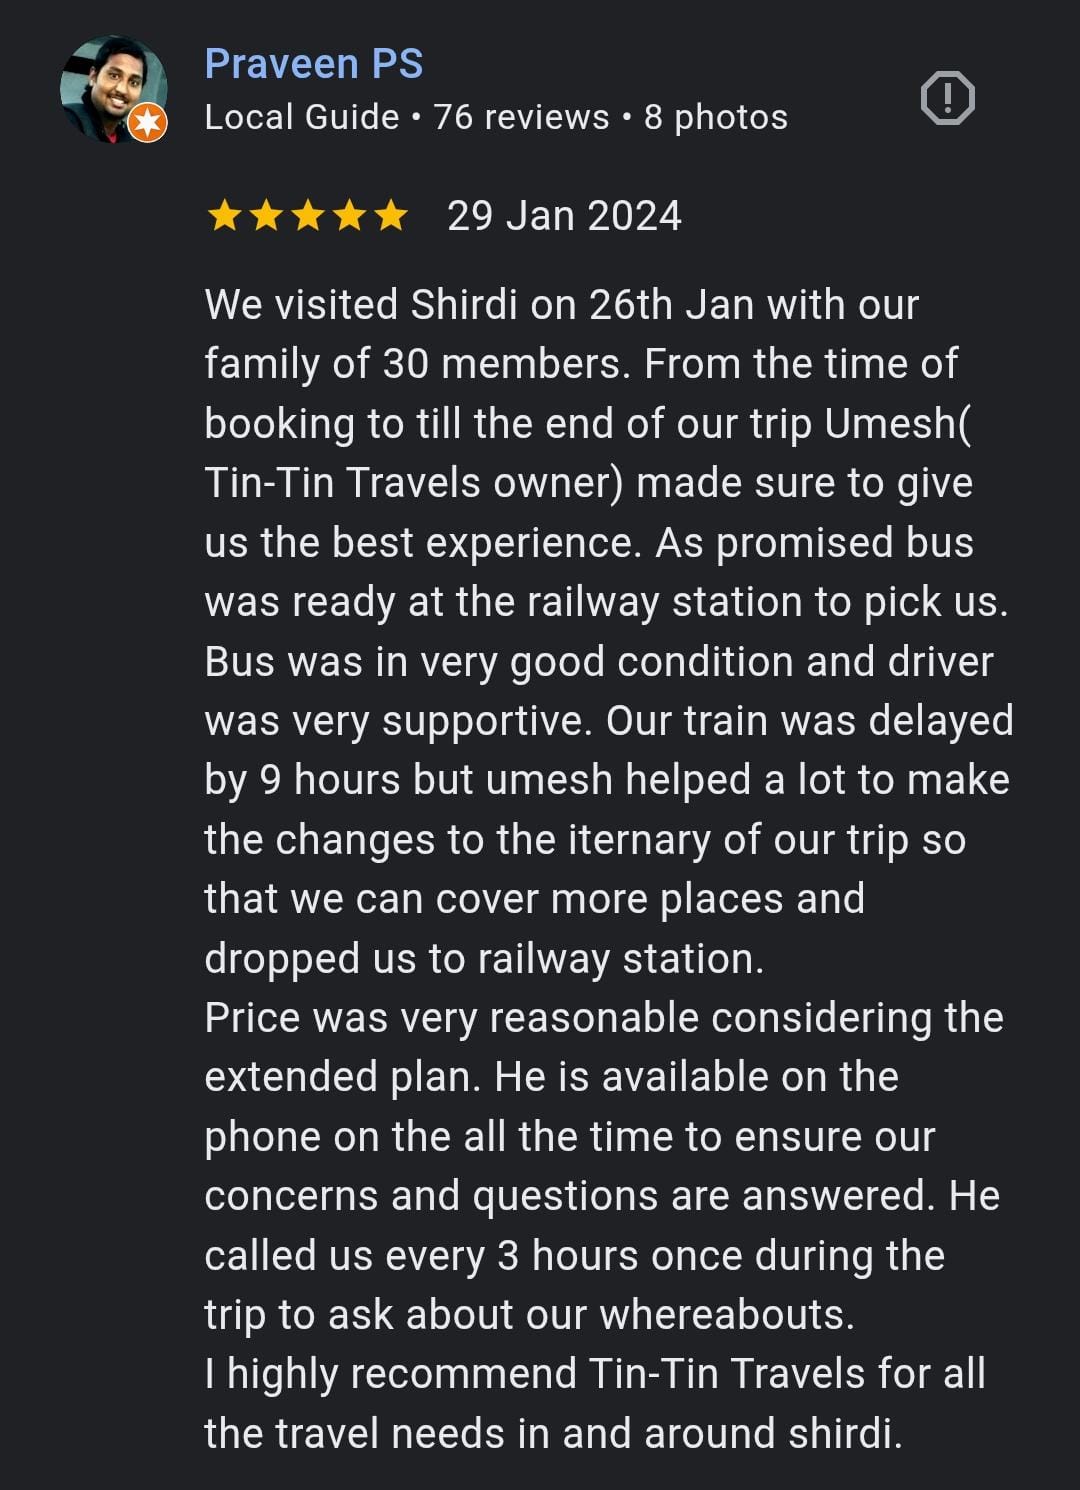 Praveen PS
Local Guide • 76 reviews • 8 photos
29 Jan 2024
We visited Shirdi on 26th Jan with our
family of 30 members. From the time of
booking to till the end of our trip Umesh(
Tin-Tin Travels owner) made sure to give
us the best experience. As promised bus
was ready at the railway station to pick us.
Bus was in very good condition and driver
was very supportive. Our train was delayed
by 9 hours but umesh helped a lot to make
the changes to the iternary of our trip so
that we can cover more places and
dropped us to railway station.
Price was very reasonable considering the
extended plan. He is available on the
phone on the all the time to ensure our
concerns and questions are answered. He
called us every 3 hours once during the
trip to ask about our whereabouts.
I highly recommend Tin-Tin Travels for all
the travel needs in and around shirdi.